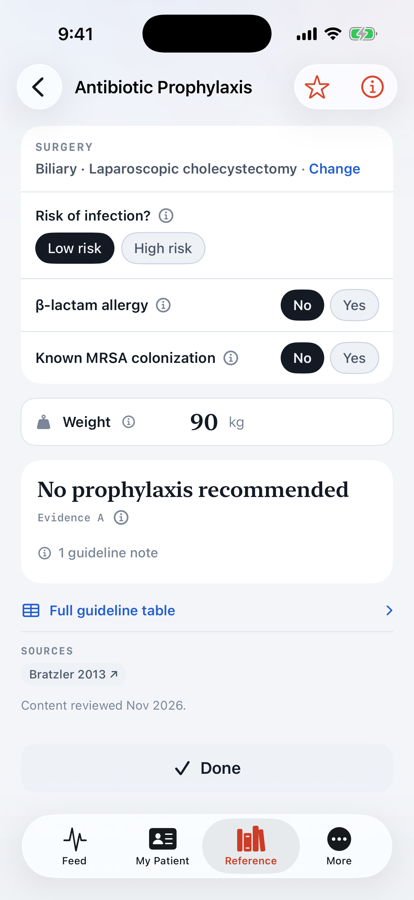 9:41
Antibiotic Prophylaxis
SURGERY
Biliary · Laparoscopic cholecystectomy · Change
Risk of infection?
Low risk High risk
β-lactam allergy No Yes
Known MRSA colonization No Yes
Weight 90 kg
No prophylaxis recommended
Evidence A
1 guideline note
Full guideline table
SOURCES
Bratzler 2013 ↗
Content reviewed Nov 2026.
Done
Feed My Patient Reference More